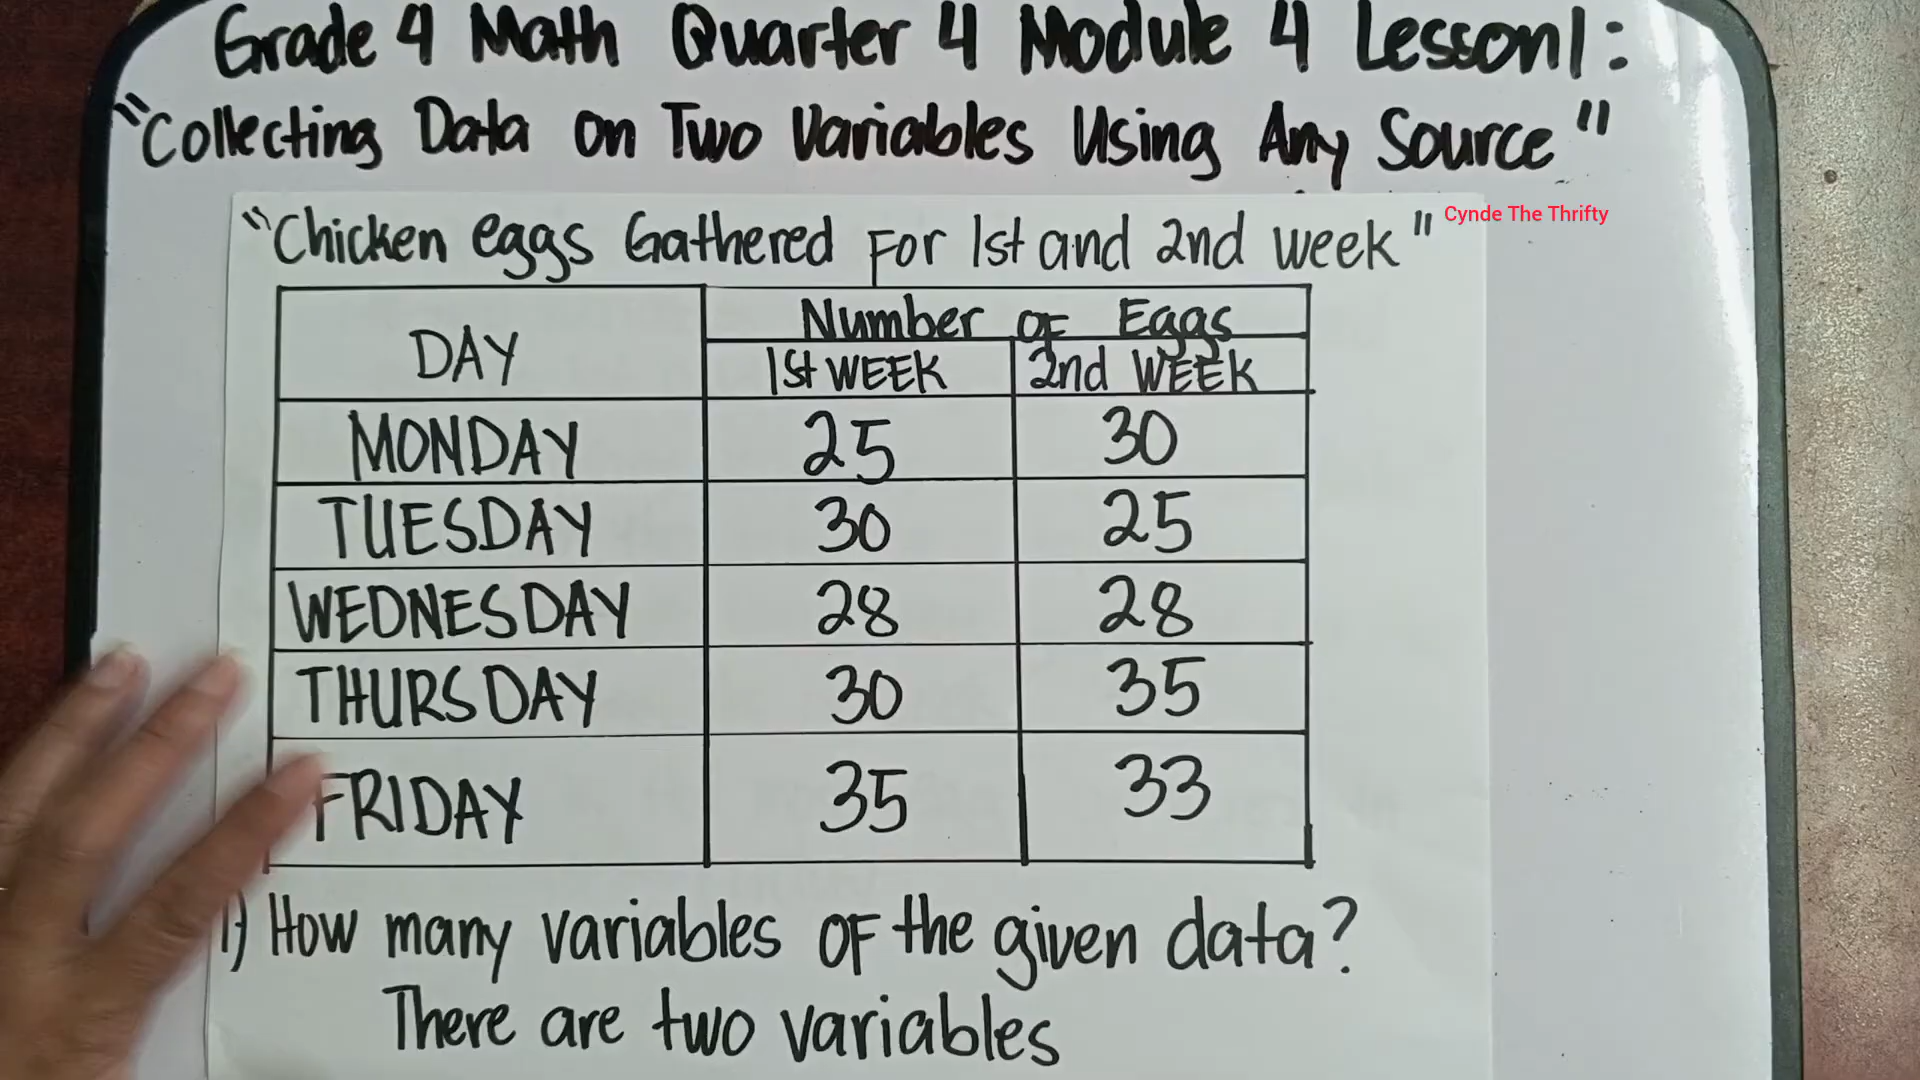 Grade 4 Math Quarter 4 Module 4 Lesson 1:
"Collecting Data on Two Variables Using Any Source"
Cynde The Thrifty
"Chicken eggs Gathered For 1st and 2nd week"
DAY Number OF Eggs
1st WEEK 2nd WEEK
MONDAY 25 30
TUESDAY 30 25
WEDNESDAY 28 28
THURSDAY 30 35
FRIDAY 35 33
1) How many variables OF the given data?
There are two variables